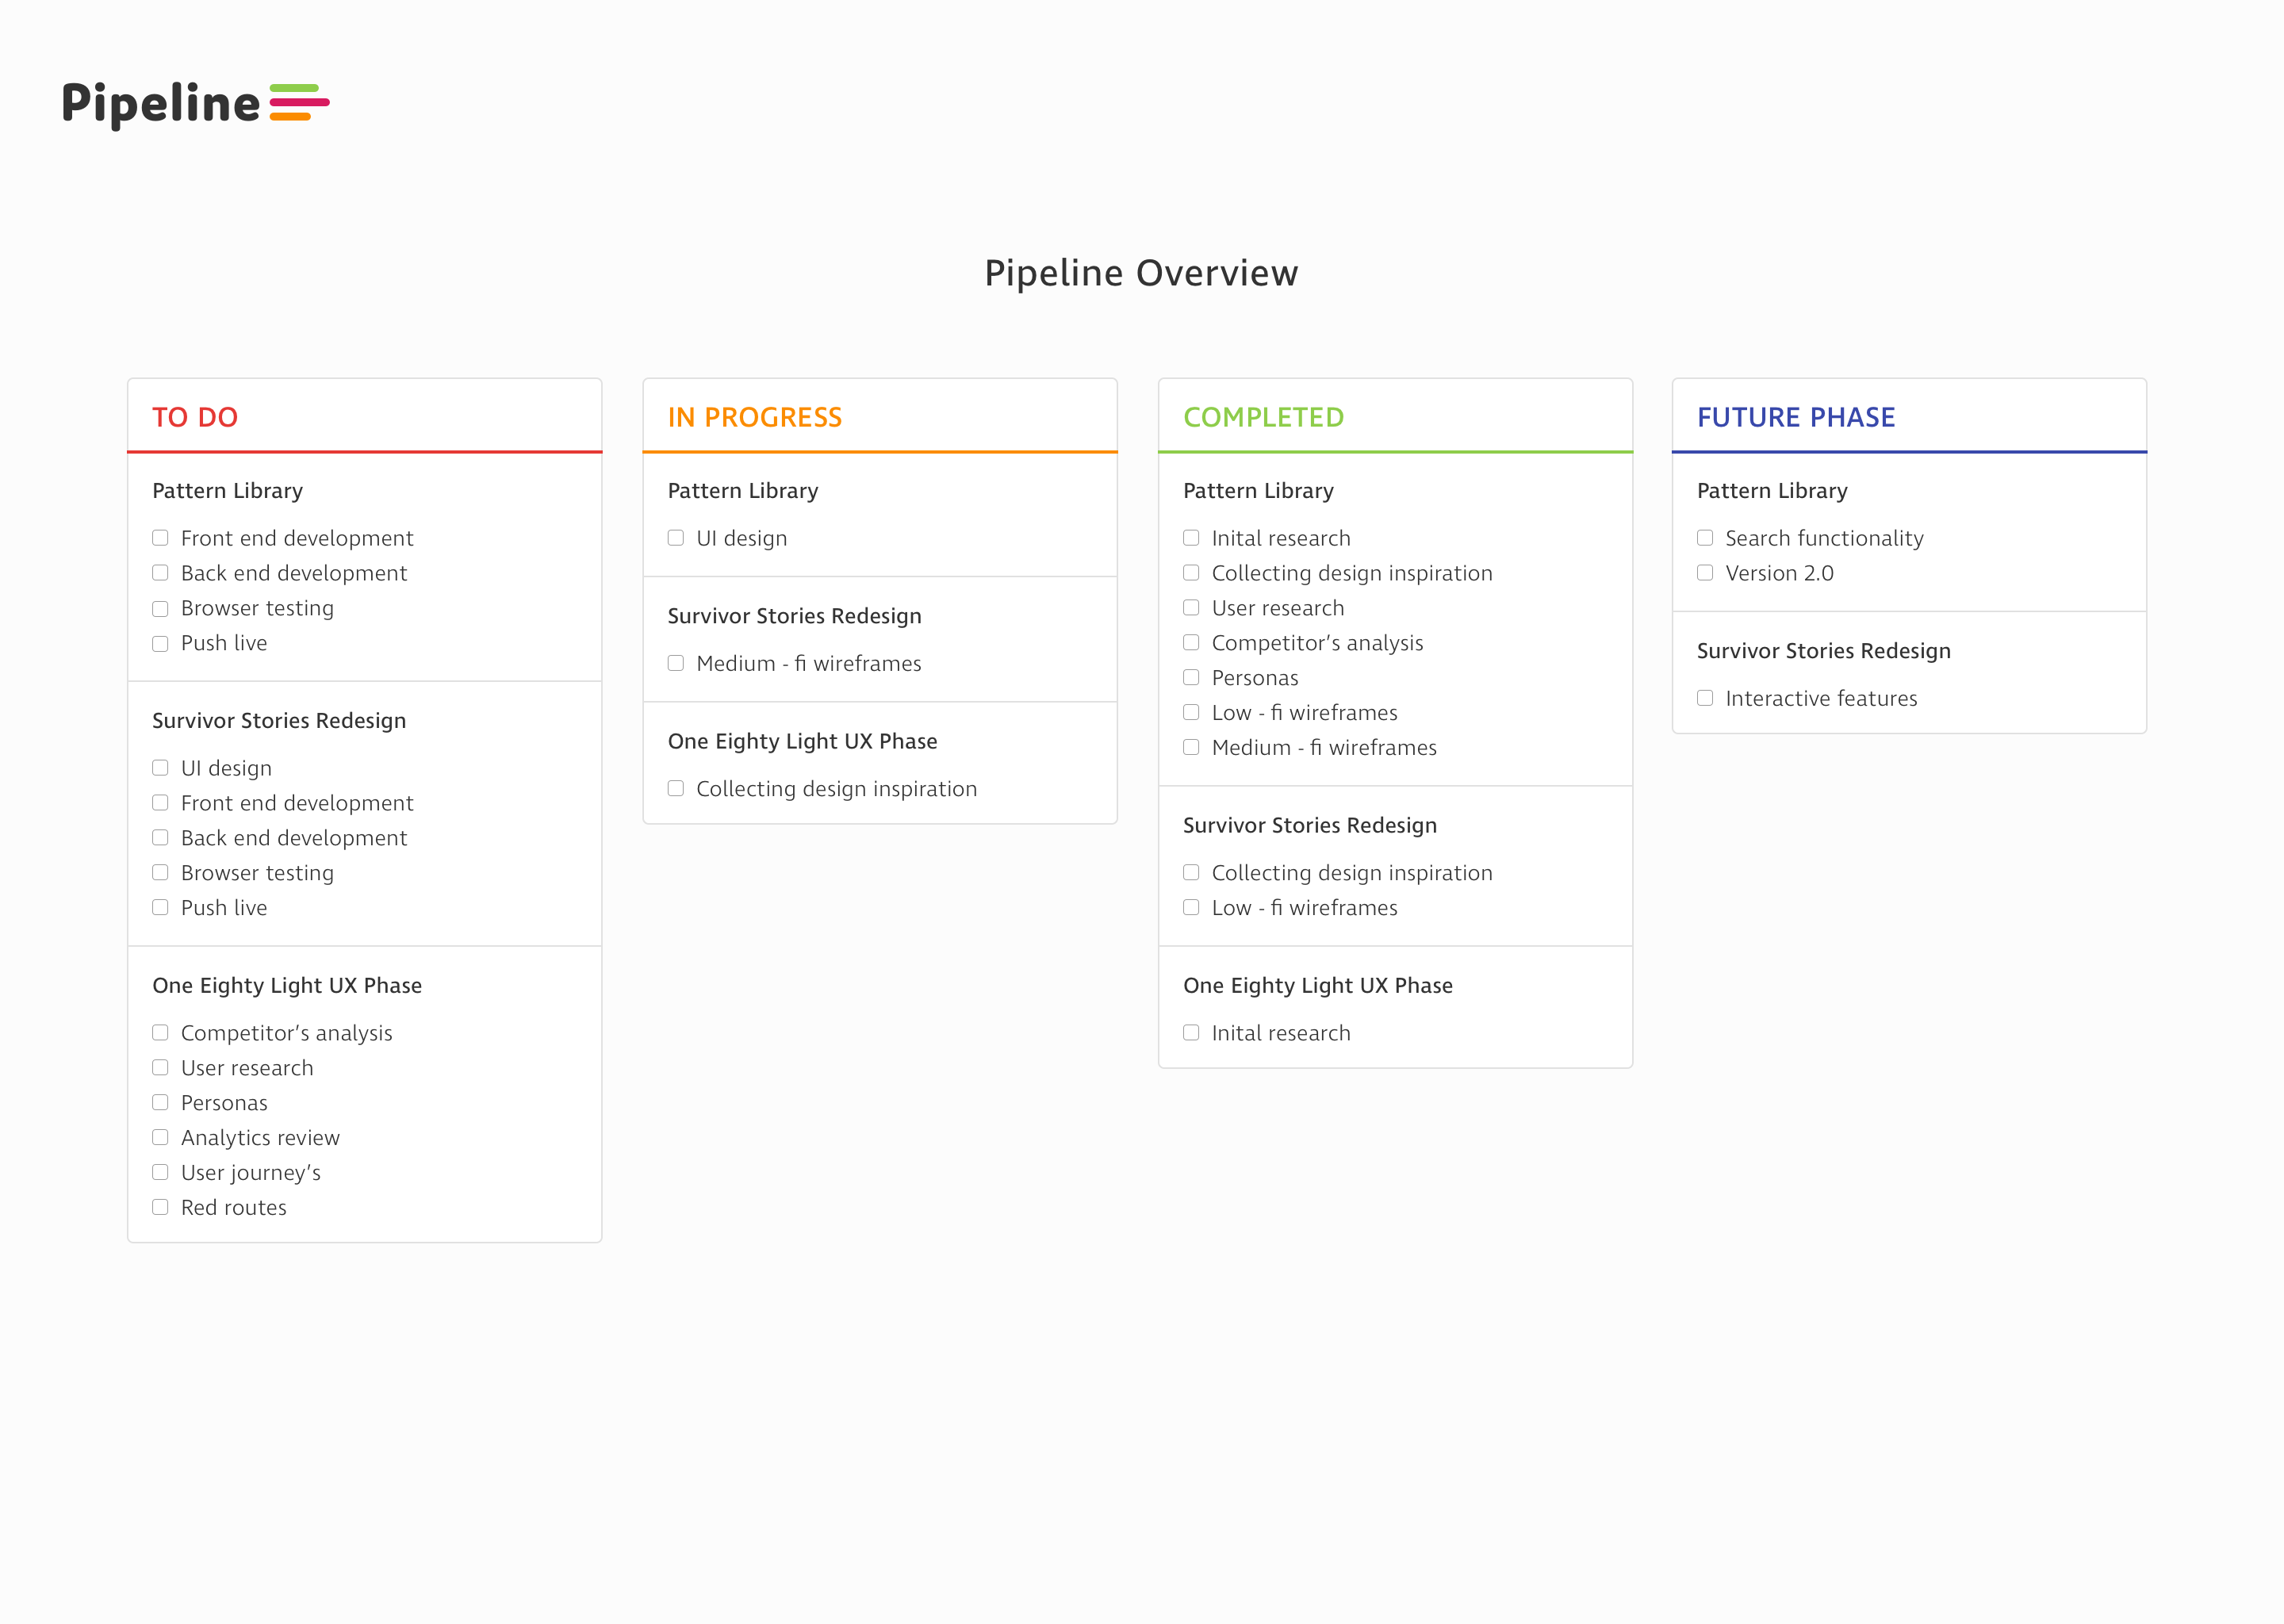 Pipeline
Pipeline Overview
TO DO
Pattern Library
Front end development
Back end development
Browser testing
Push live
Survivor Stories Redesign
UI design
Front end development
Back end development
Browser testing
Push live
One Eighty Light UX Phase
Competitor’s analysis
User research
Personas
Analytics review
User journey’s
Red routes
IN PROGRESS
Pattern Library
UI design
Survivor Stories Redesign
Medium - fi wireframes
One Eighty Light UX Phase
Collecting design inspiration
COMPLETED
Pattern Library
Inital research
Collecting design inspiration
User research
Competitor’s analysis
Personas
Low - fi wireframes
Medium - fi wireframes
Survivor Stories Redesign
Collecting design inspiration
Low - fi wireframes
One Eighty Light UX Phase
Inital research
FUTURE PHASE
Pattern Library
Search functionality
Version 2.0
Survivor Stories Redesign
Interactive features